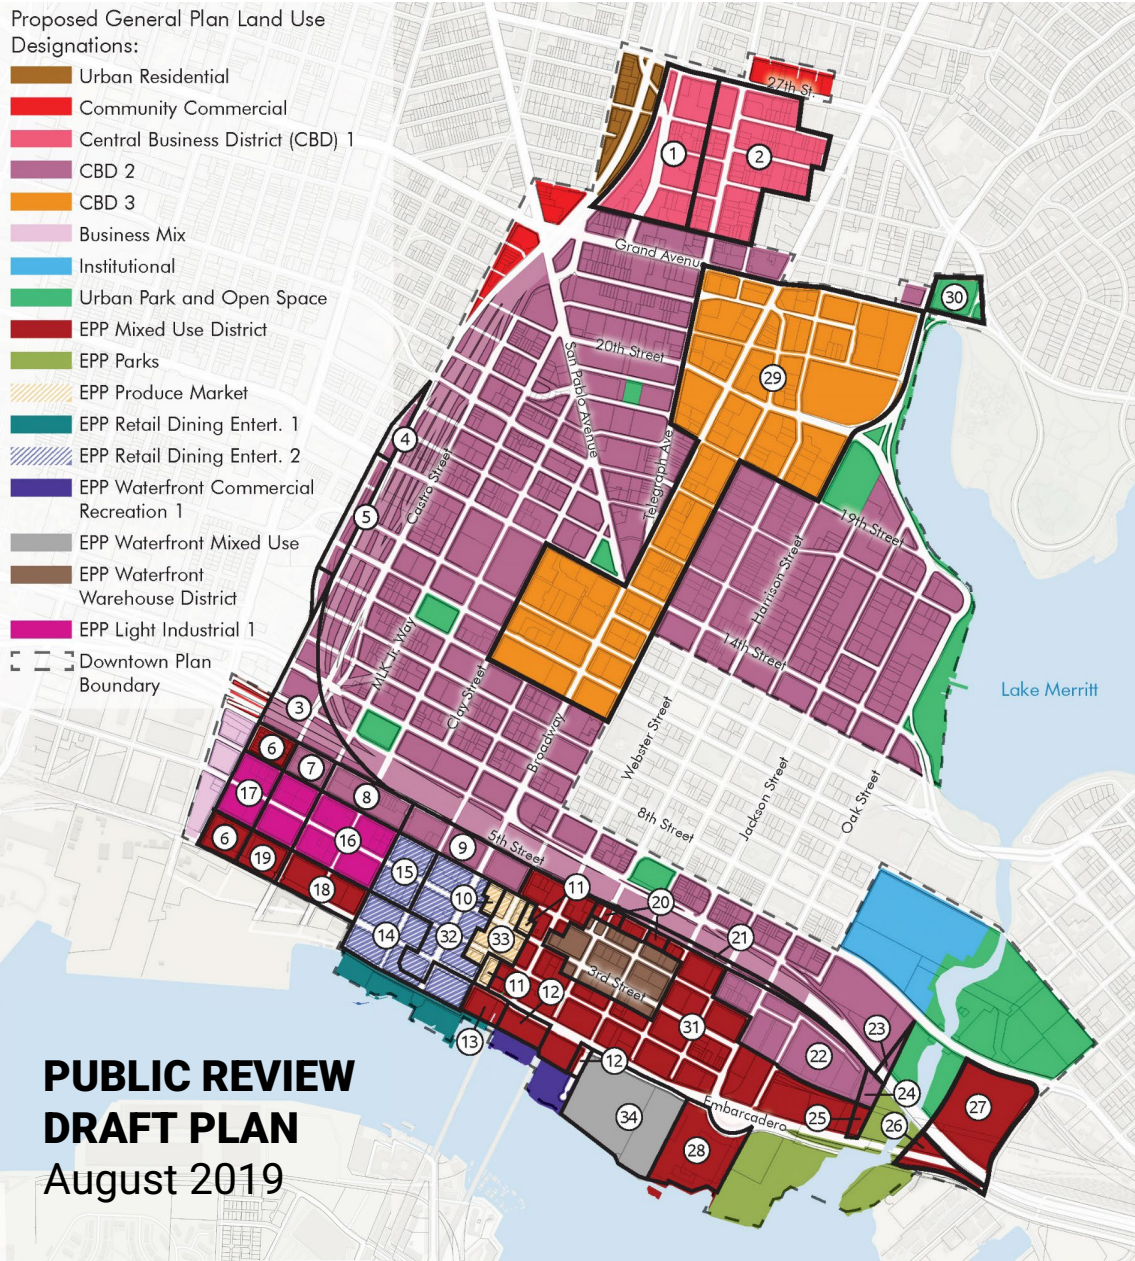 Proposed General Plan Land Use
Designations:
Urban Residential
Community Commercial
Central Business District (CBD) 1
CBD 2
CBD 3
Business Mix
Institutional
Urban Park and Open Space
EPP Mixed Use District
EPP Parks
EPP Produce Market
EPP Retail Dining Entert. 1
EPP Retail Dining Entert. 2
EPP Waterfront Commercial
Recreation 1
EPP Waterfront Mixed Use
EPP Waterfront
Warehouse District
EPP Light Industrial 1
Downtown Plan
Boundary
27th St.
1
2
Grand Avenu
30
20th Street
San Pablo Avenue
29
4
Castro Street
Telegraph Ave
5
19th Street
Harrison Street
14th Street
MLK Jr. Way
Clay Street
Lake Merritt
3
Broadway
Webster Street
6
7
8
17
Jackson Street
Oak Street
8th Street
16
6
19
18
9
5th Street
15
10
11
20
14
32
33
21
3rd Street
11
12
31
23
13
22
12
24
34
Embarcadero
25
26
27
28
PUBLIC REVIEW
DRAFT PLAN
August 2019